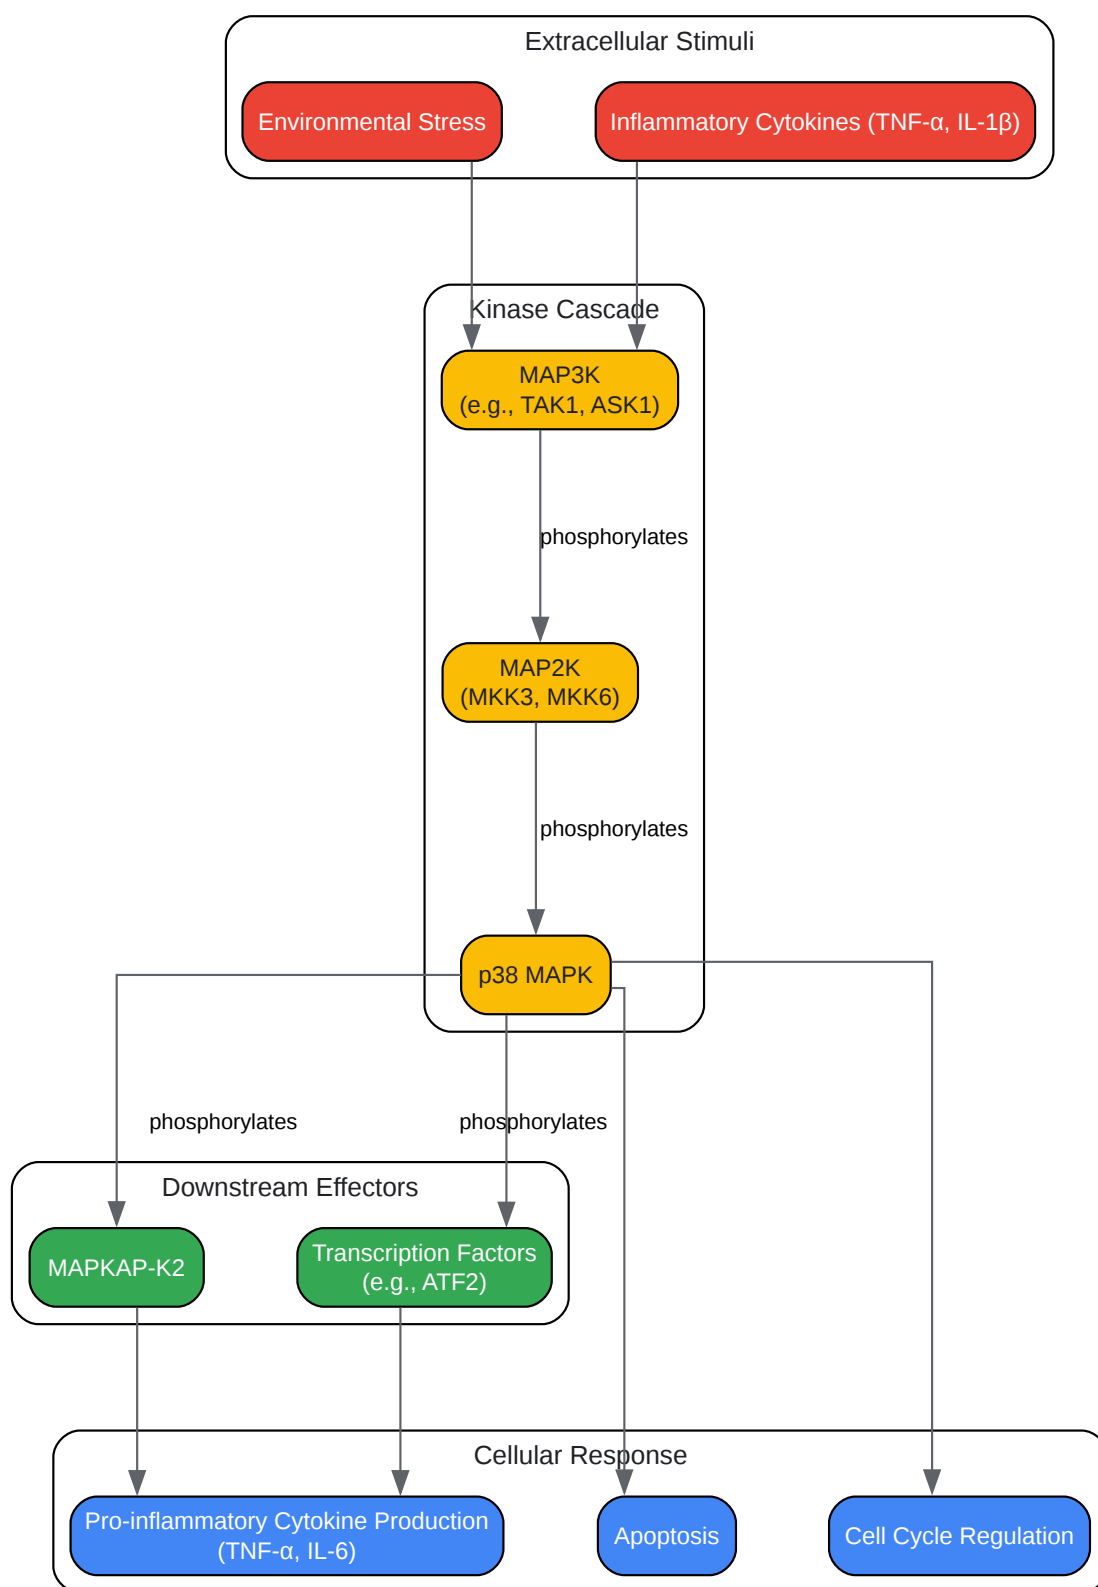 Extracellular Stimuli
Environmental Stress
Inflammatory Cytokines (TNF-α, IL-1β)
Kinase Cascade
MAP3K
(e.g., TAK1, ASK1)
phosphorylates
MAP2K
(MKK3, MKK6)
phosphorylates
p38 MAPK
phosphorylates
phosphorylates
Downstream Effectors
MAPKAP-K2
Transcription Factors
(e.g., ATF2)
Cellular Response
Pro-inflammatory Cytokine Production
(TNF-α, IL-6)
Apoptosis
Cell Cycle Regulation